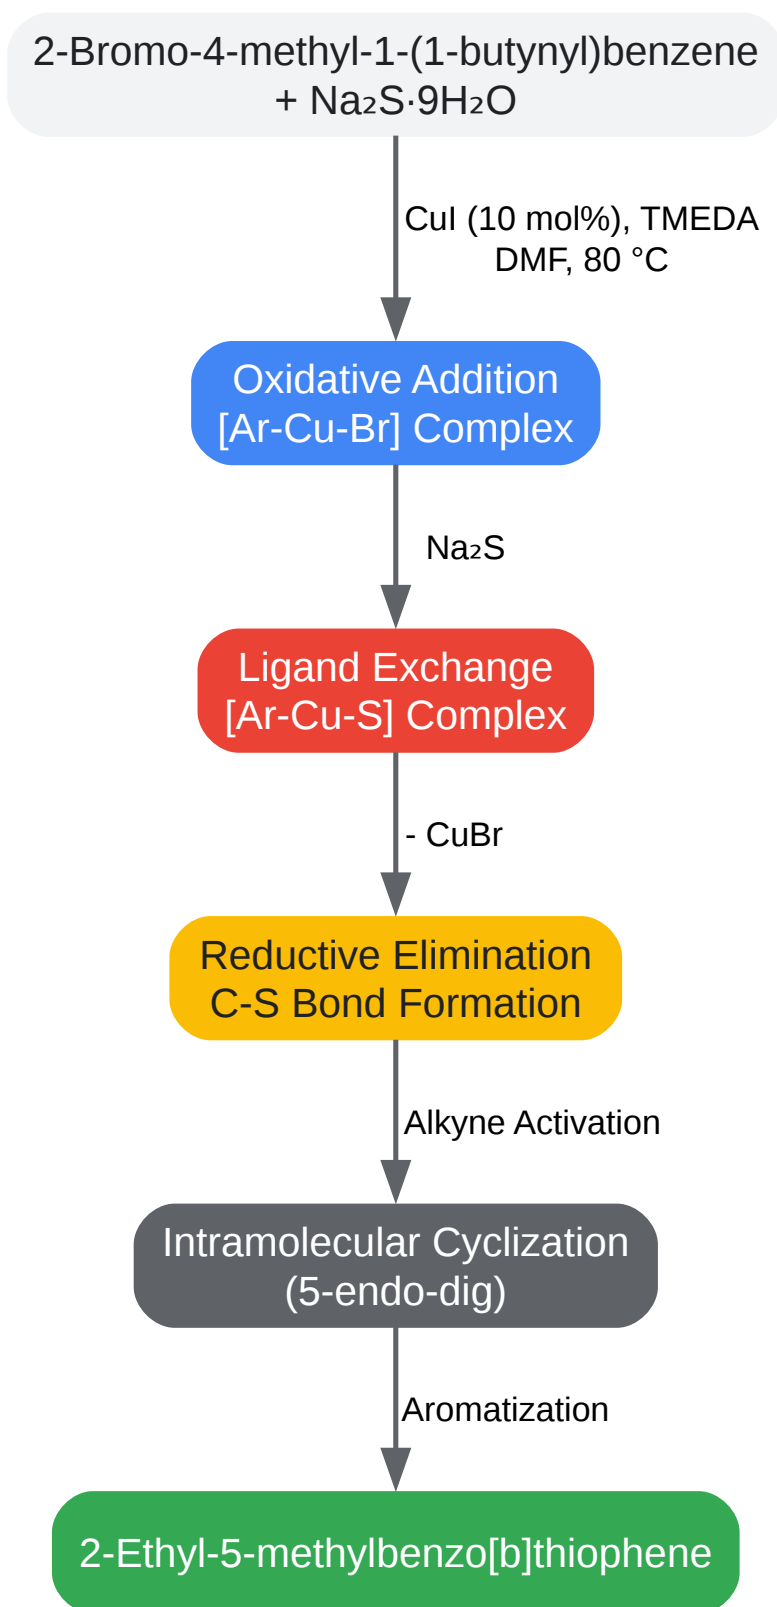 2-Bromo-4-methyl-1-(1-butynyl)benzene
+ Na₂S·9H₂O
CuI (10 mol%), TMEDA
DMF, 80 °C
Oxidative Addition
[Ar-Cu-Br] Complex
Na₂S
Ligand Exchange
[Ar-Cu-S] Complex
- CuBr
Reductive Elimination
C-S Bond Formation
Alkyne Activation
Intramolecular Cyclization
(5-endo-dig)
Aromatization
2-Ethyl-5-methylbenzo[b]thiophene